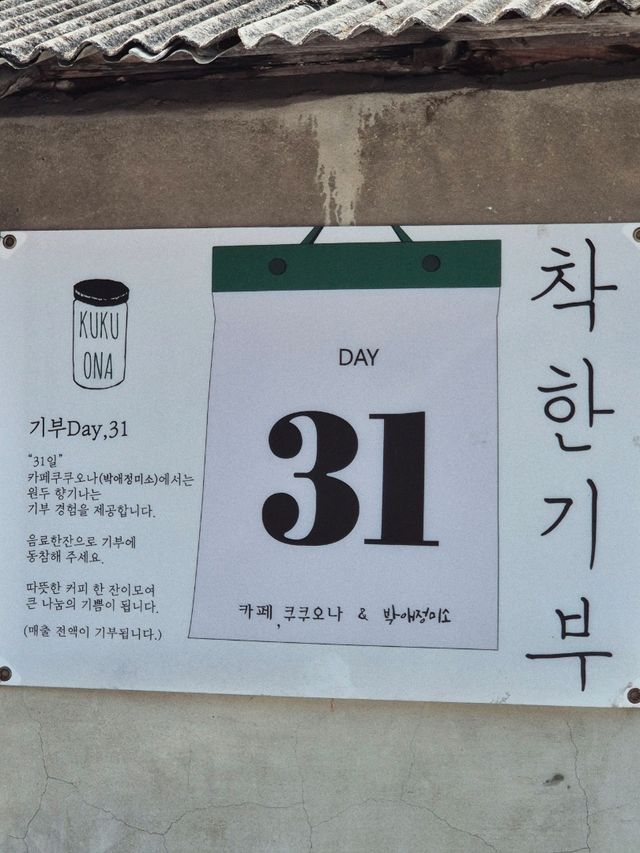 KUKU
ONA
기부Day,31
“31일”
카페쿠쿠오나(박애정미소)에서는
원두 향기나는
기부 경험을 제공합니다.
음료한잔으로 기부에
동참해 주세요.
따뜻한 커피 한 잔이모여
큰 나눔의 기쁨이 됩니다.
(매출 전액이 기부됩니다.)
DAY
31
카페, 쿠쿠오나 & 박애정미소
착한기부